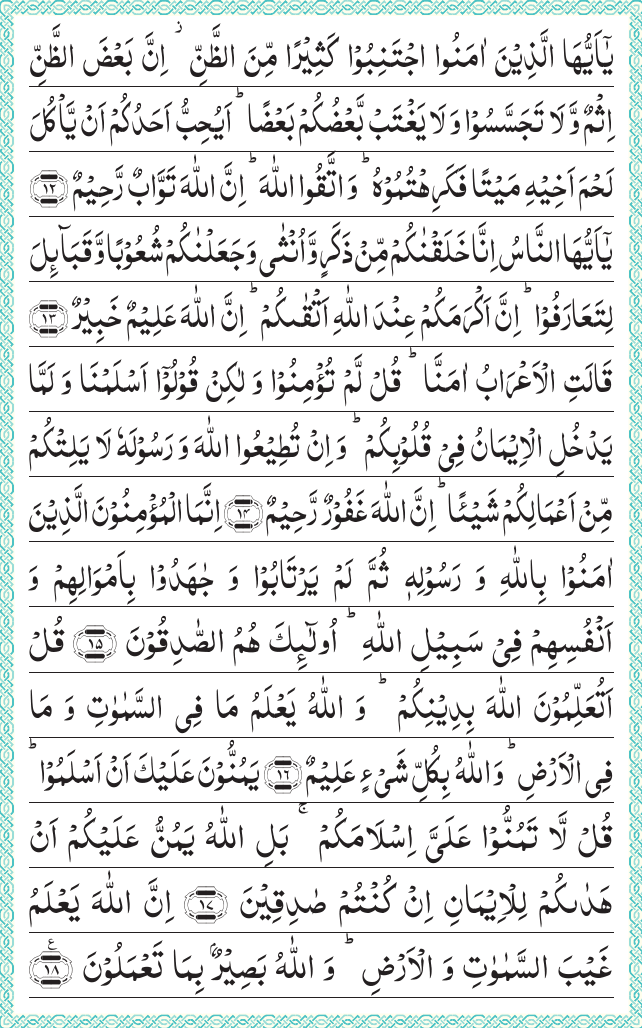 يٰۤاَيُّهَا الَّذِيْنَ اٰمَنُوا اجْتَنِبُوْا كَثِيْرًا مِّنَ الظَّنِّ ؗ اِنَّ بَعْضَ الظَّنِّ
اِثْمٌ وَّ لَا تَجَسَّسُوْا وَ لَا يَغْتَبْ بَّعْضُكُمْ بَعْضًا ؕ اَيُحِبُّ اَحَدُكُمْ اَنْ يَّاْكُلَ
لَحْمَ اَخِيْهِ مَيْتًا فَكَرِهْتُمُوْهُ ؕ وَ اتَّقُوا اللّٰهَ ؕ اِنَّ اللّٰهَ تَوَّابٌ رَّحِيْمٌ ۝۱۲
يٰۤاَيُّهَا النَّاسُ اِنَّا خَلَقْنٰكُمْ مِّنْ ذَكَرٍ وَّ اُنْثٰى وَ جَعَلْنٰكُمْ شُعُوْبًا وَّ قَبَآىِٕلَ
لِتَعَارَفُوْا ؕ اِنَّ اَكْرَمَكُمْ عِنْدَ اللّٰهِ اَتْقٰىكُمْ ؕ اِنَّ اللّٰهَ عَلِيْمٌ خَبِيْرٌ ۝۱۳
قَالَتِ الْاَعْرَابُ اٰمَنَّا ؕ قُلْ لَّمْ تُؤْمِنُوْا وَ لٰكِنْ قُوْلُوْۤا اَسْلَمْنَا وَ لَمَّا
يَدْخُلِ الْاِيْمَانُ فِيْ قُلُوْبِكُمْ ؕ وَ اِنْ تُطِيْعُوا اللّٰهَ وَ رَسُوْلَهٗ لَا يَلِتْكُمْ
مِّنْ اَعْمَالِكُمْ شَيْـًٔا ؕ اِنَّ اللّٰهَ غَفُوْرٌ رَّحِيْمٌ ۝۱۴ اِنَّمَا الْمُؤْمِنُوْنَ الَّذِيْنَ
اٰمَنُوْا بِاللّٰهِ وَ رَسُوْلِهٖ ثُمَّ لَمْ يَرْتَابُوْا وَ جٰهَدُوْا بِاَمْوَالِهِمْ وَ
اَنْفُسِهِمْ فِيْ سَبِيْلِ اللّٰهِ ؕ اُولٰٓىِٕكَ هُمُ الصّٰدِقُوْنَ ۝۱۵ قُلْ
اَتُعَلِّمُوْنَ اللّٰهَ بِدِيْنِكُمْ ؕ وَ اللّٰهُ يَعْلَمُ مَا فِي السَّمٰوٰتِ وَ مَا
فِي الْاَرْضِ ؕ وَ اللّٰهُ بِكُلِّ شَيْءٍ عَلِيْمٌ ۝۱۶ يَمُنُّوْنَ عَلَيْكَ اَنْ اَسْلَمُوْا ؕ
قُلْ لَّا تَمُنُّوْا عَلَيَّ اِسْلَامَكُمْ ۚ بَلِ اللّٰهُ يَمُنُّ عَلَيْكُمْ اَنْ
هَدٰىكُمْ لِلْاِيْمَانِ اِنْ كُنْتُمْ صٰدِقِيْنَ ۝۱۷ اِنَّ اللّٰهَ يَعْلَمُ
غَيْبَ السَّمٰوٰتِ وَ الْاَرْضِ ؕ وَ اللّٰهُ بَصِيْرٌۢ بِمَا تَعْمَلُوْنَ ۝۱۸ ع